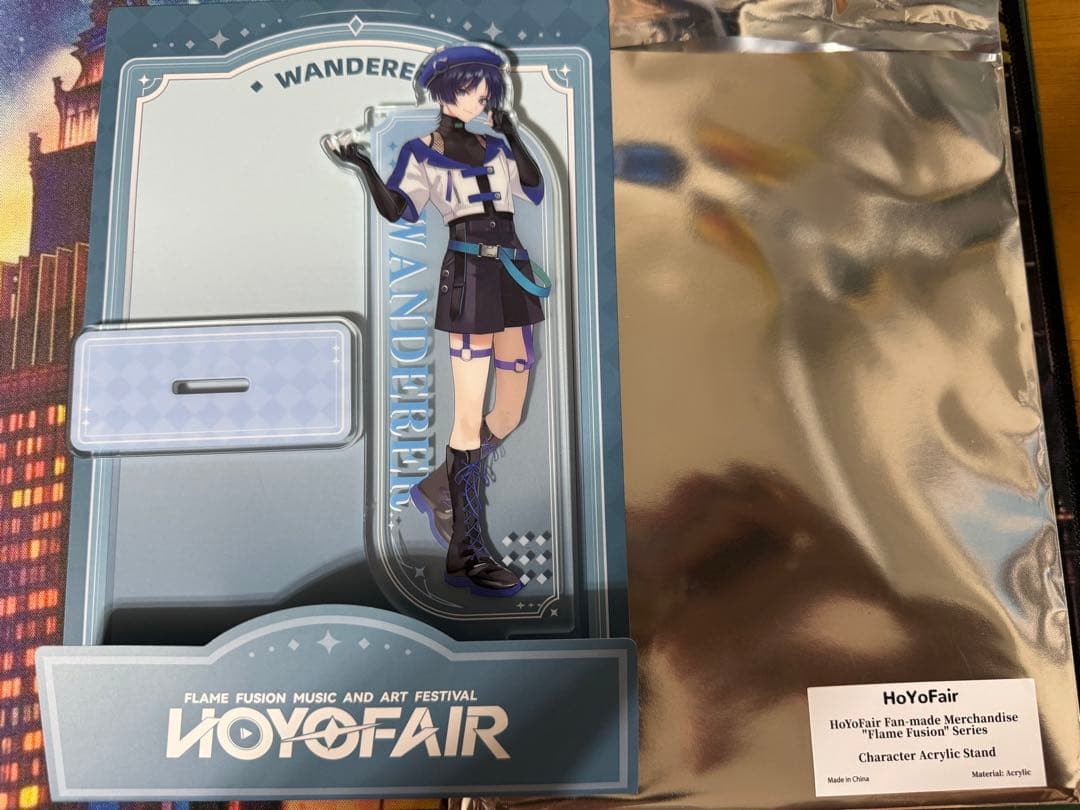 WANDERE
WANDERER
FLAME FUSION MUSIC AND ART FESTIVAL
HOYOFAIR
HoYoFair
HoYoFair Fan-made Merchandise
"Flame Fusion" Series
Character Acrylic Stand
Made in China
Material: Acrylic